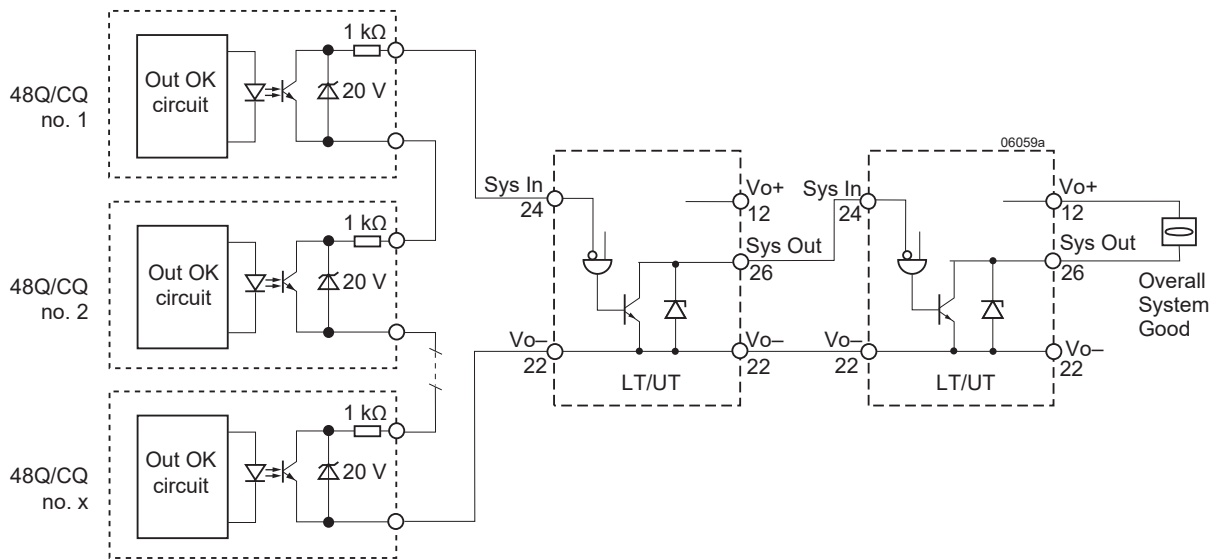 48Q/CQ
no. 1
Out OK
circuit
1 kΩ
20 V
48Q/CQ
no. 2
Out OK
circuit
1 kΩ
20 V
48Q/CQ
no. x
Out OK
circuit
1 kΩ
20 V
Sys In
24
Vo–
22
LT/UT
Vo+
12
Sys Out
26
Vo–
22
06059a
Sys In
24
Vo–
22
LT/UT
Vo+
12
Sys Out
26
Vo–
22
Overall
System
Good